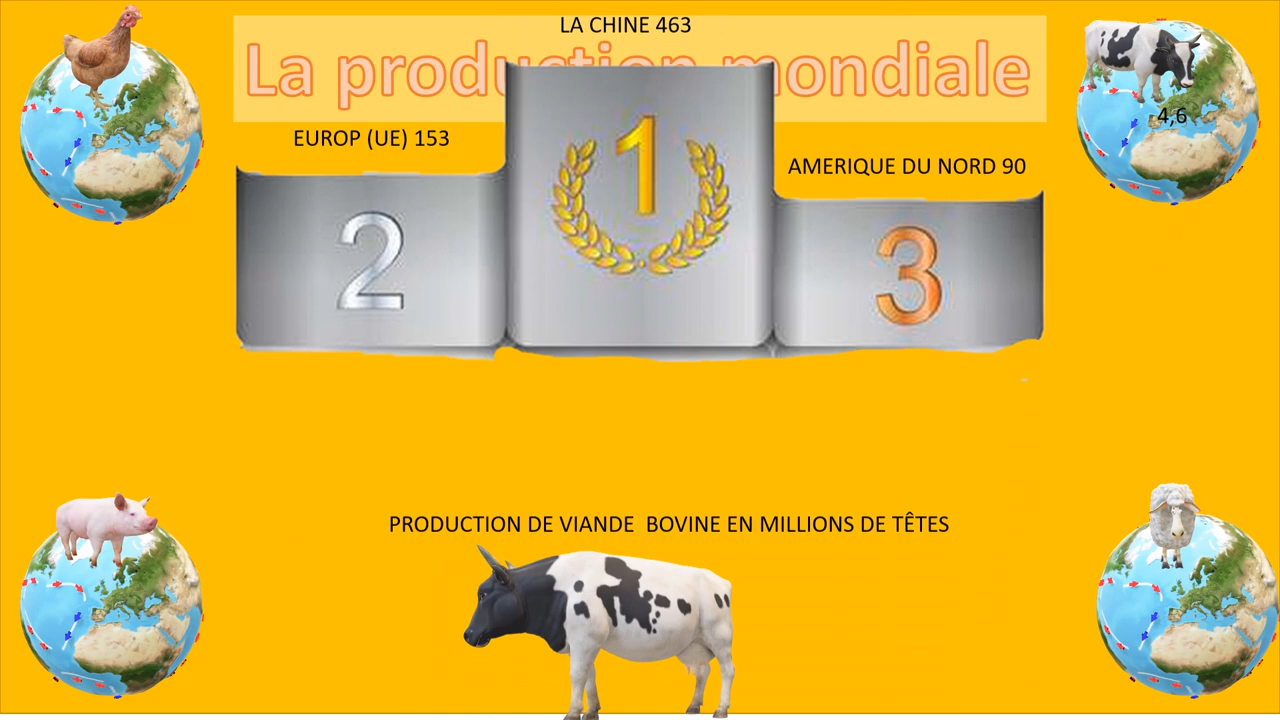 LA CHINE 463
La production mondiale
EUROP (UE) 153
AMERIQUE DU NORD 90
4,6
1
2
3
PRODUCTION DE VIANDE  BOVINE EN MILLIONS DE TÊTES